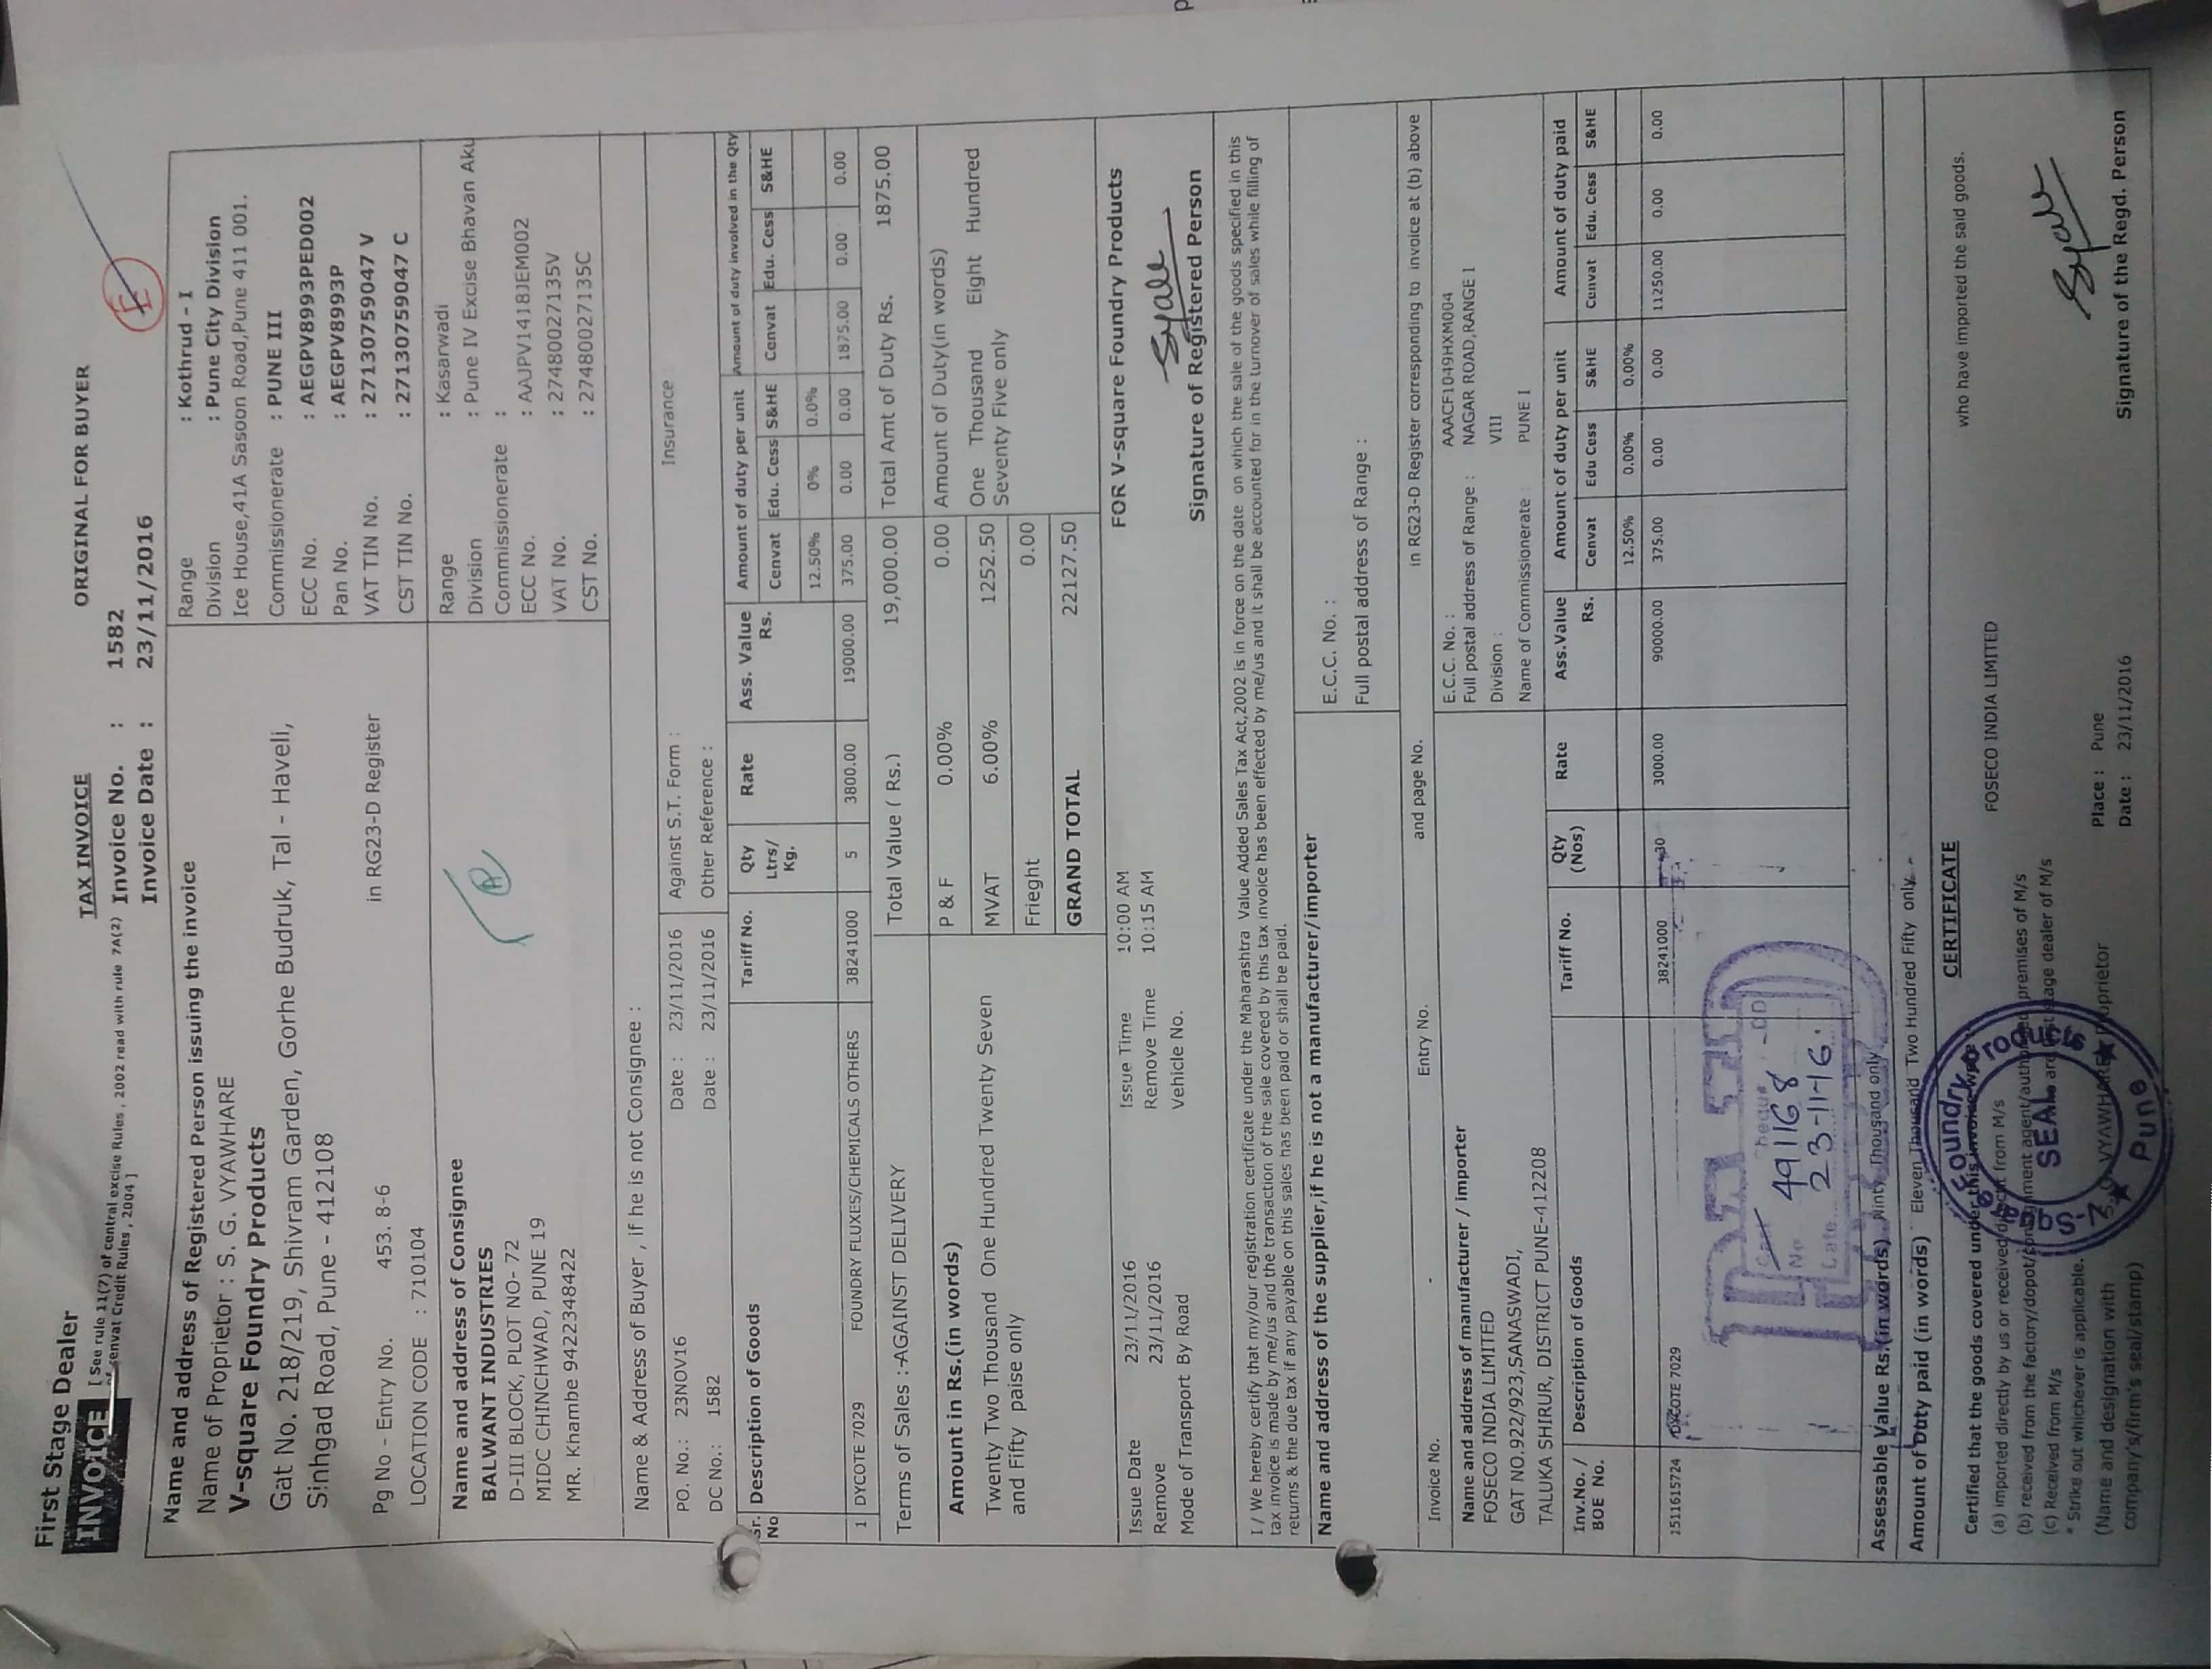 First Stage Dealer
TAX INVOICE
ORIGINAL FOR BUYER
INVOICE
[ See rule 11(7) of central excise Rules , 2002 read with rule 7A(2)
of cenvat Credit Rules , 2004 ]
Invoice No. : 1582
Invoice Date : 23/11/2016
Name and address of Registered Person issuing the invoice
Name of Proprietor : S. G. VYAWHARE
V-square Foundry Products
Gat No. 218/219, Shivram Garden, Gorhe Budruk, Tal - Haveli,
Sinhgad Road, Pune - 412108
Pg No - Entry No. 453. 8-6 in RG23-D Register
LOCATION CODE : 710104
Range : Kothrud - I
Division : Pune City Division
Ice House,41A Sasoon Road,Pune 411 001.
Commissionerate : PUNE III
ECC No. : AEGPV8993PED002
Pan No. : AEGPV8993P
VAT TIN No. : 27130759047 V
CST TIN No. : 27130759047 C
Name and address of Consignee
BALWANT INDUSTRIES
D-III BLOCK, PLOT NO- 72
MIDC CHINCHWAD, PUNE 19
MR. Khambe 9422348422
Range : Kasarwadi
Division : Pune IV Excise Bhavan Aku
Commissionerate :
ECC No. : AAJPV1418JEM002
VAT No. : 27480027135V
CST No. : 27480027135C
Name & Address of Buyer , if he is not Consignee :
PO. No.: 23NOV16 Date : 23/11/2016 Against S.T. Form : Insurance :
DC No.: 1582 Date : 23/11/2016 Other Reference :
Sr. No Description of Goods Tariff No. Qty Ltrs/ Kg. Rate Ass. Value Rs. Amount of duty per unit Amount of duty involved in the Qty
Cenvat Edu. Cess S&HE Cenvat Edu. Cess S&HE
12.50% 0% 0.0%
1 DYCOTE 7029 FOUNDRY FLUXES/CHEMICALS OTHERS 38241000 5 3800.00 19000.00 375.00 0.00 0.00 1875.00 0.00 0.00
Terms of Sales :-AGAINST DELIVERY
Total Value ( Rs.) 19,000.00 Total Amt of Duty Rs. 1875.00
Amount in Rs.(in words)
Twenty Two Thousand One Hundred Twenty Seven
and Fifty paise only
P & F 0.00% 0.00
MVAT 6.00% 1252.50
Frieght 0.00
GRAND TOTAL 22127.50
Amount of Duty(in words)
One Thousand Eight Hundred
Seventy Five only
Issue Date 23/11/2016 Issue Time 10:00 AM
Remove 23/11/2016 Remove Time 10:15 AM
Mode of Transport By Road Vehicle No.
FOR V-square Foundry Products
Signature of Registered Person
I / We hereby certify that my/our registration certificate under the Maharashtra Value Added Sales Tax Act,2002 is in force on the date on which the sale of the goods specified in this
tax invoice is made by me/us and the transaction of the sale covered by this tax invoice has been effected by me/us and it shall be accounted for in the turnover of sales while filling of
returns & the due tax if any payable on this sales has been paid or shall be paid.
Name and address of the supplier,if he is not a manufacturer/importer
E.C.C. No. :
Full postal address of Range :
Invoice No. - Entry No. and page No. in RG23-D Register corresponding to invoice at (b) above
Name and address of manufacturer / importer
FOSECO INDIA LIMITED
GAT NO.922/923,SANASWADI,
TALUKA SHIRUR, DISTRICT PUNE-412208
E.C.C. No. : AAACF1049HXM004
Full postal address of Range : NAGAR ROAD,RANGE I
Division : VIII
Name of Commissionerate : PUNE I
Inv.No./ BOE No. Description of Goods Tariff No. Qty (Nos) Rate Ass.Value Rs. Amount of duty per unit Amount of duty paid
Cenvat Edu Cess S&HE Cenvat Edu. Cess S&HE
12.50% 0.00% 0.00%
1511615724 DYCOTE 7029 38241000 30 3000.00 90000.00 375.00 0.00 0.00 11250.00 0.00 0.00
No 491168
Date 23-11-16.
Assessable Value Rs.(in words) Ninty Thousand only
Amount of Duty paid (in words) Eleven Thousand Two Hundred Fifty only
CERTIFICATE
Certified that the goods covered under this invoice were
(a) imported directly by us or received direct from M/s FOSECO INDIA LIMITED who have imported the said goods.
(b) received from the factory/dopot/consignment agent/authorised premises of M/s
(c) Received from M/s are first stage dealer of M/s
* Strike out whichever is applicable.
(Name and designation with S. G. VYAWHARE Proprietor
company's/firm's seal/stamp)
V-Square Foundry Products
SEAL
Pune
Place : Pune
Date : 23/11/2016
Signature of the Regd. Person